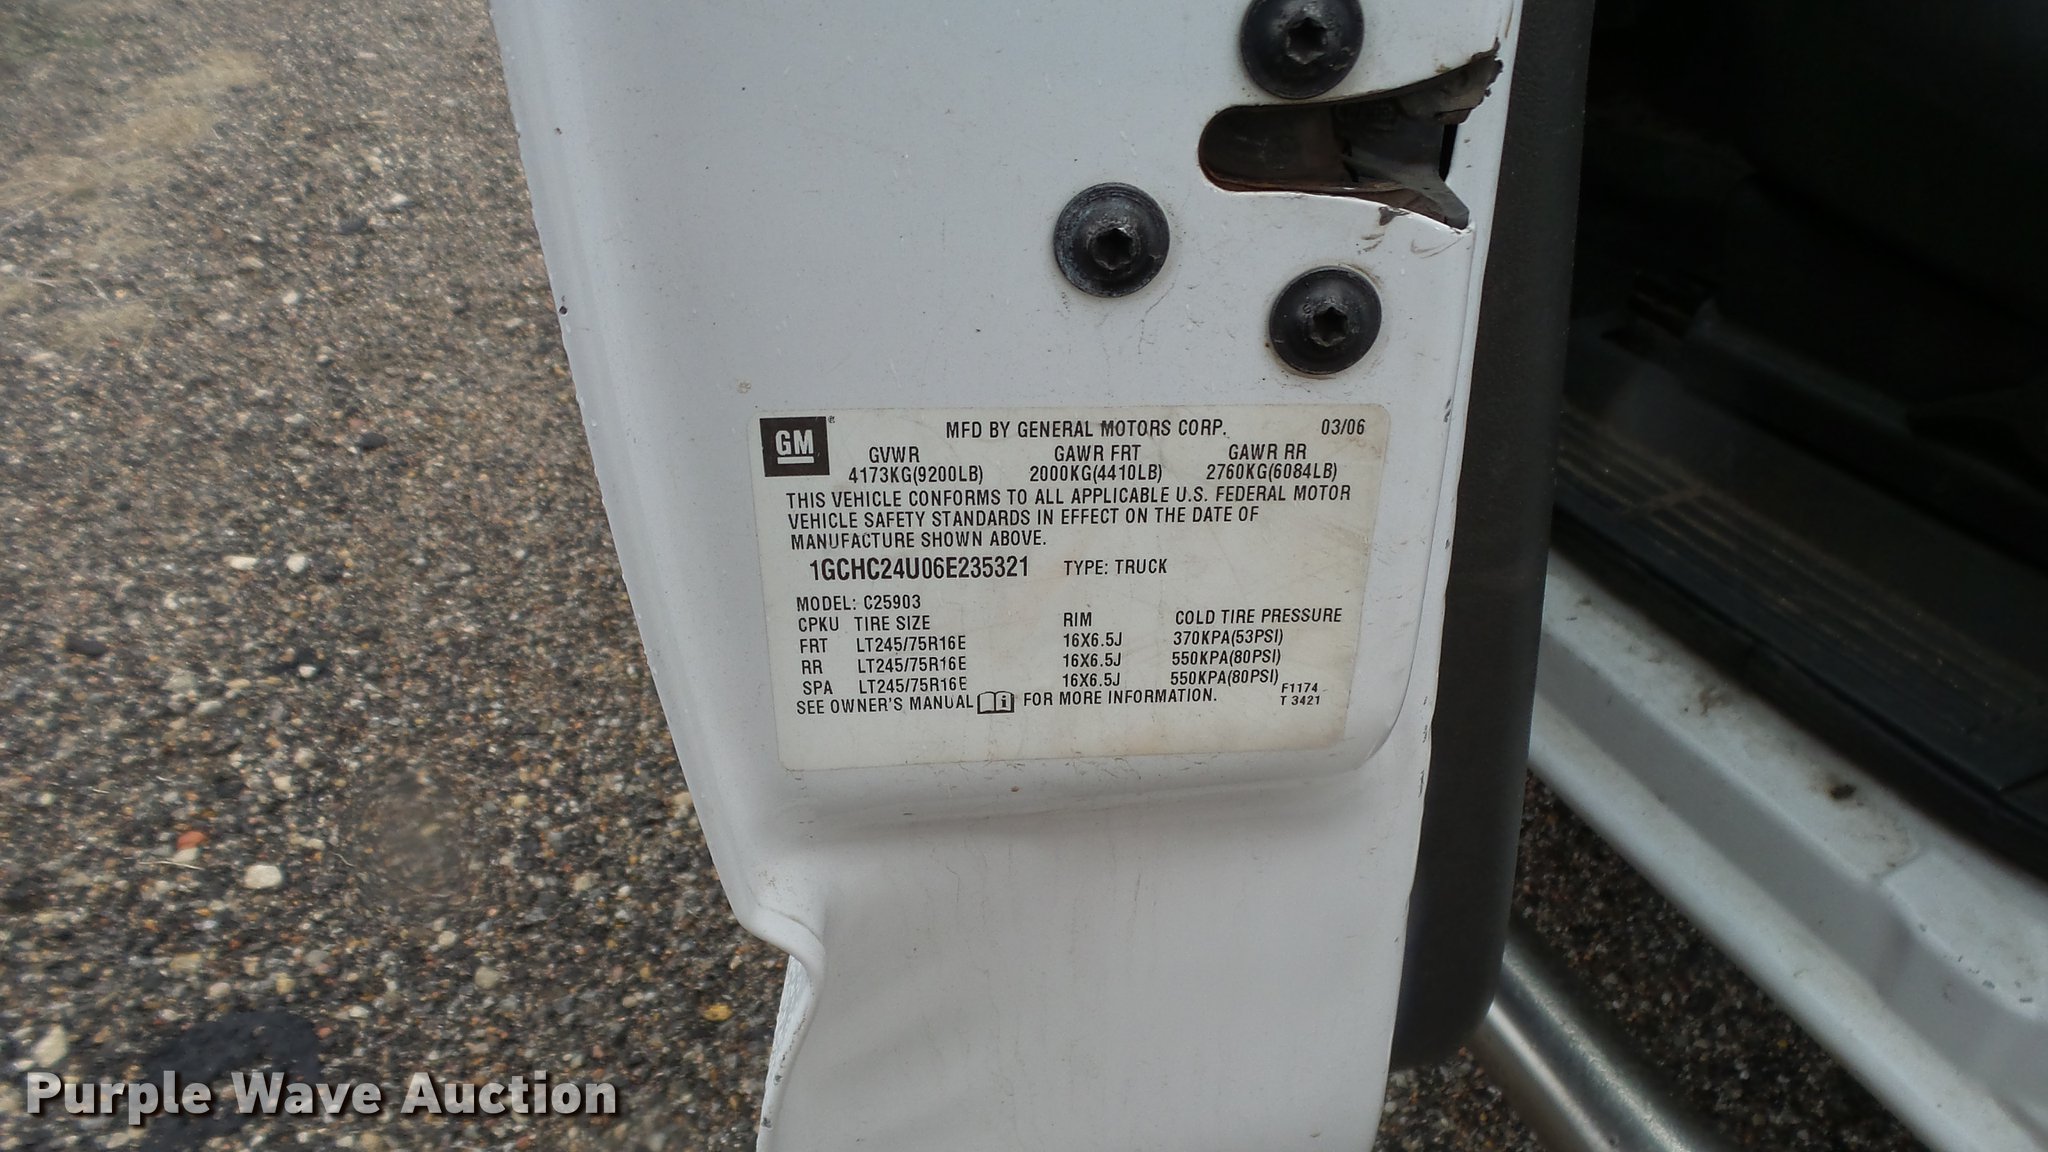 GM ® MFD BY GENERAL MOTORS CORP. 03/06
GVWR GAWR FRT GAWR RR
4173KG(9200LB) 2000KG(4410LB) 2760KG(6084LB)
THIS VEHICLE CONFORMS TO ALL APPLICABLE U.S. FEDERAL MOTOR
VEHICLE SAFETY STANDARDS IN EFFECT ON THE DATE OF
MANUFACTURE SHOWN ABOVE.
1GCHC24U06E235321 TYPE: TRUCK
MODEL: C25903
CPKU TIRE SIZE RIM COLD TIRE PRESSURE
FRT LT245/75R16E 16X6.5J 370KPA(53PSI)
RR LT245/75R16E 16X6.5J 550KPA(80PSI)
SPA LT245/75R16E 16X6.5J 550KPA(80PSI)
SEE OWNER'S MANUAL i FOR MORE INFORMATION. F1174
T 3421
Purple Wave Auction